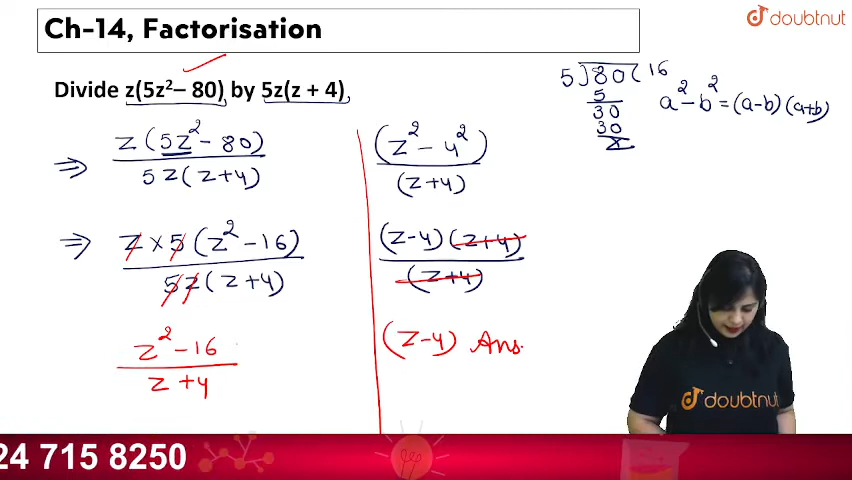 Ch-14, Factorisation
doubtnut
Divide z(5z²– 80) by 5z(z + 4).
5)80(16
5
30
30
x
a² - b² = (a-b) (a+b)
⇒ z(5z² - 80)
5z(z+4)
⇒ z × 5(z² - 16)
5z(z+4)
z² - 16
z + 4
(z² - 4²)
(z+4)
(z-4)(z+4)
(z+4)
(z-4) Ans.
doubtnut
24 715 8250